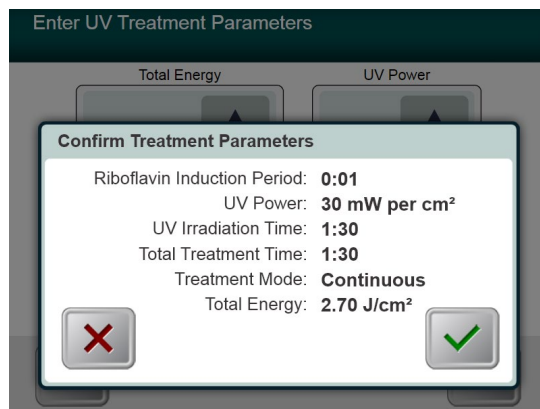 Enter UV Treatment Parameters
Total Energy UV Power
Confirm Treatment Parameters
Riboflavin Induction Period: 0:01
UV Power: 30 mW per cm²
UV Irradiation Time: 1:30
Total Treatment Time: 1:30
Treatment Mode: Continuous
Total Energy: 2.70 J/cm²